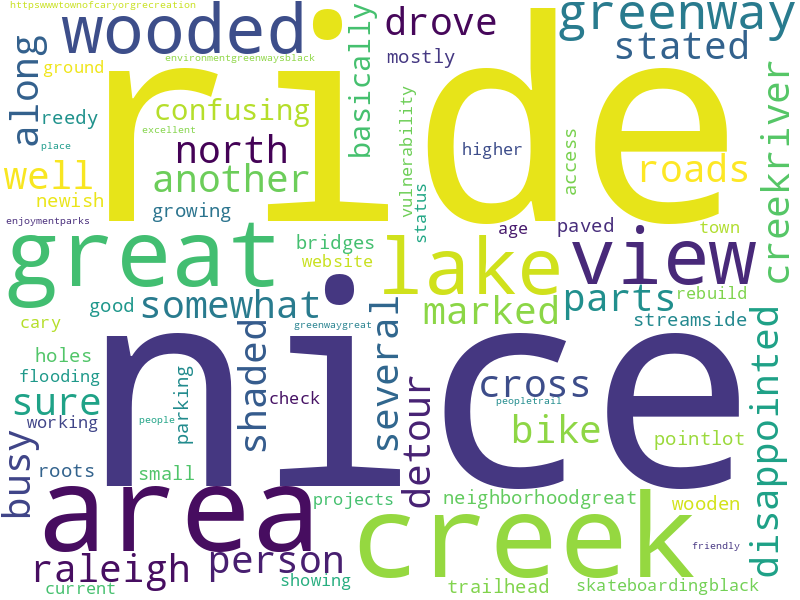 httpswwwtownofcaryorgrecreation
wooded
drove
greenway
mostly
stated
environmentgreenwaysblack
ride
along
ground
basically
confusing
reedy
excellent
place
north
vulnerability
higher
access
creekriver
well
another
roads
newish
growing
status
enjoymentparks
age
paved
town
great
bridges
website
lake
view
good
somewhat
marked
parts
rebuild
cary
greenwaygreat
streamside
nice
shaded
several
disappointed
holes
flooding
sure
check
cross
detour
peopletrail
working
people
parking
bike
pointlot
busy
roots
small
area
projects
neighborhoodgreat
wooden
creek
person
raleigh
friendly
showing
current
trailhead
skateboardingblack